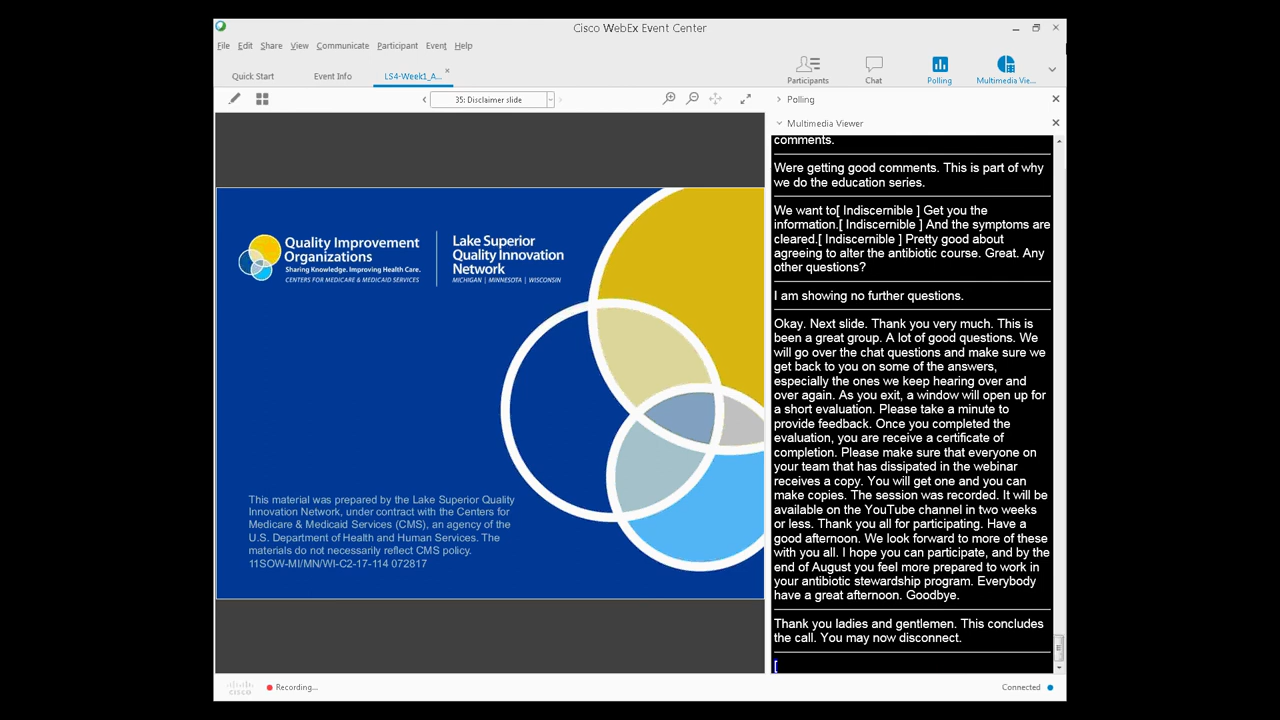 Cisco WebEx Event Center
File Edit Share View Communicate Participant Event Help
Quick Start Event Info LS4-Week1_A...
Participants Chat Polling Multimedia Vie...
35: Disclaimer slide
Polling
Multimedia Viewer
Quality Improvement
Organizations
Sharing Knowledge. Improving Health Care.
CENTERS FOR MEDICARE & MEDICAID SERVICES
Lake Superior
Quality Innovation
Network
MICHIGAN | MINNESOTA | WISCONSIN
This material was prepared by the Lake Superior Quality
Innovation Network, under contract with the Centers for
Medicare & Medicaid Services (CMS), an agency of the
U.S. Department of Health and Human Services. The
materials do not necessarily reflect CMS policy.
11SOW-MI/MN/WI-C2-17-114 072817
comments.
Were getting good comments. This is part of why
we do the education series.
We want to[ Indiscernible ] Get you the
information.[ Indiscernible ] And the symptoms are
cleared.[ Indiscernible ] Pretty good about
agreeing to alter the antibiotic course. Great. Any
other questions?
I am showing no further questions.
Okay. Next slide. Thank you very much. This is
been a great group. A lot of good questions. We
will go over the chat questions and make sure we
get back to you on some of the answers,
especially the ones we keep hearing over and
over again. As you exit, a window will open up for
a short evaluation. Please take a minute to
provide feedback. Once you completed the
evaluation, you are receive a certificate of
completion. Please make sure that everyone on
your team that has dissipated in the webinar
receives a copy. You will get one and you can
make copies. The session was recorded. It will be
available on the YouTube channel in two weeks
or less. Thank you all for participating. Have a
good afternoon. We look forward to more of these
with you all. I hope you can participate, and by the
end of August you feel more prepared to work in
your antibiotic stewardship program. Everybody
have a great afternoon. Goodbye.
Thank you ladies and gentlemen. This concludes
the call. You may now disconnect.
[
cisco
Recording...
Connected